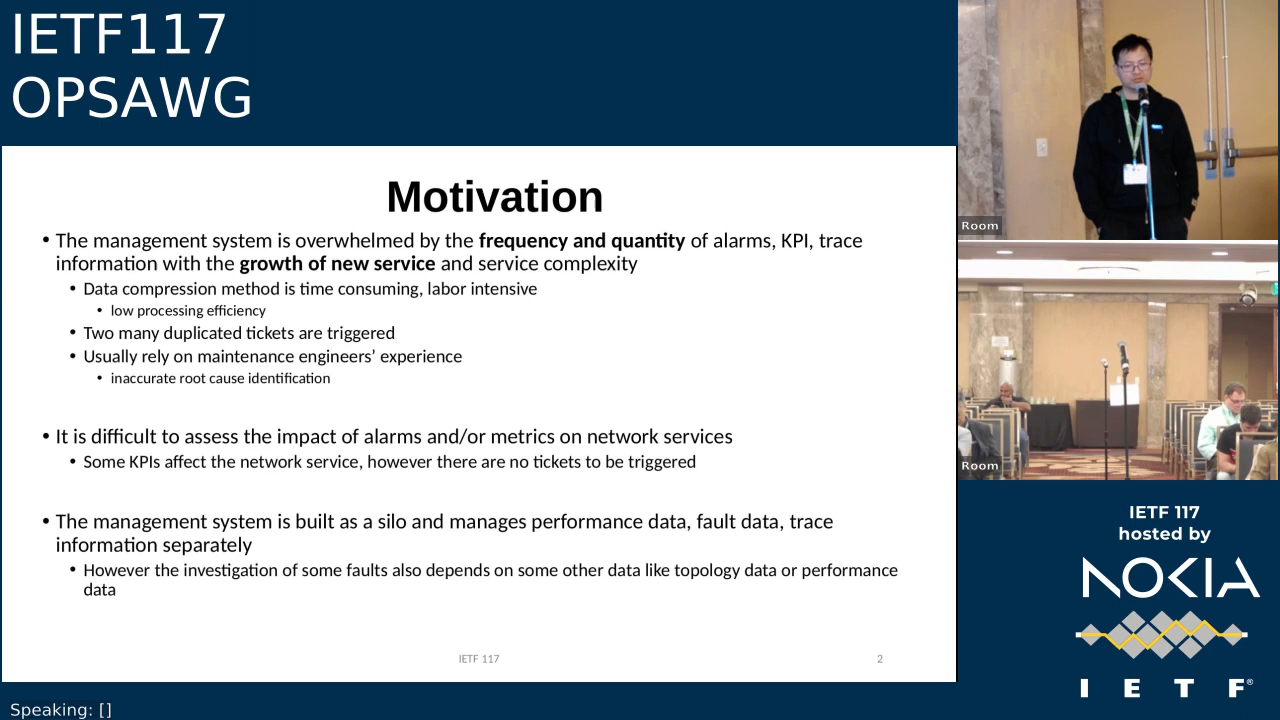 IETF117
OPSAWG
Motivation
• The management system is overwhelmed by the frequency and quantity of alarms, KPI, trace
information with the growth of new service and service complexity
• Data compression method is time consuming, labor intensive
• low processing efficiency
• Two many duplicated tickets are triggered
• Usually rely on maintenance engineers’ experience
• inaccurate root cause identification
• It is difficult to assess the impact of alarms and/or metrics on network services
• Some KPIs affect the network service, however there are no tickets to be triggered
• The management system is built as a silo and manages performance data, fault data, trace
information separately
• However the investigation of some faults also depends on some other data like topology data or performance
data
IETF 117
2
Room
Room
IETF 117
hosted by
NOKIA
I E T F®
Speaking: []